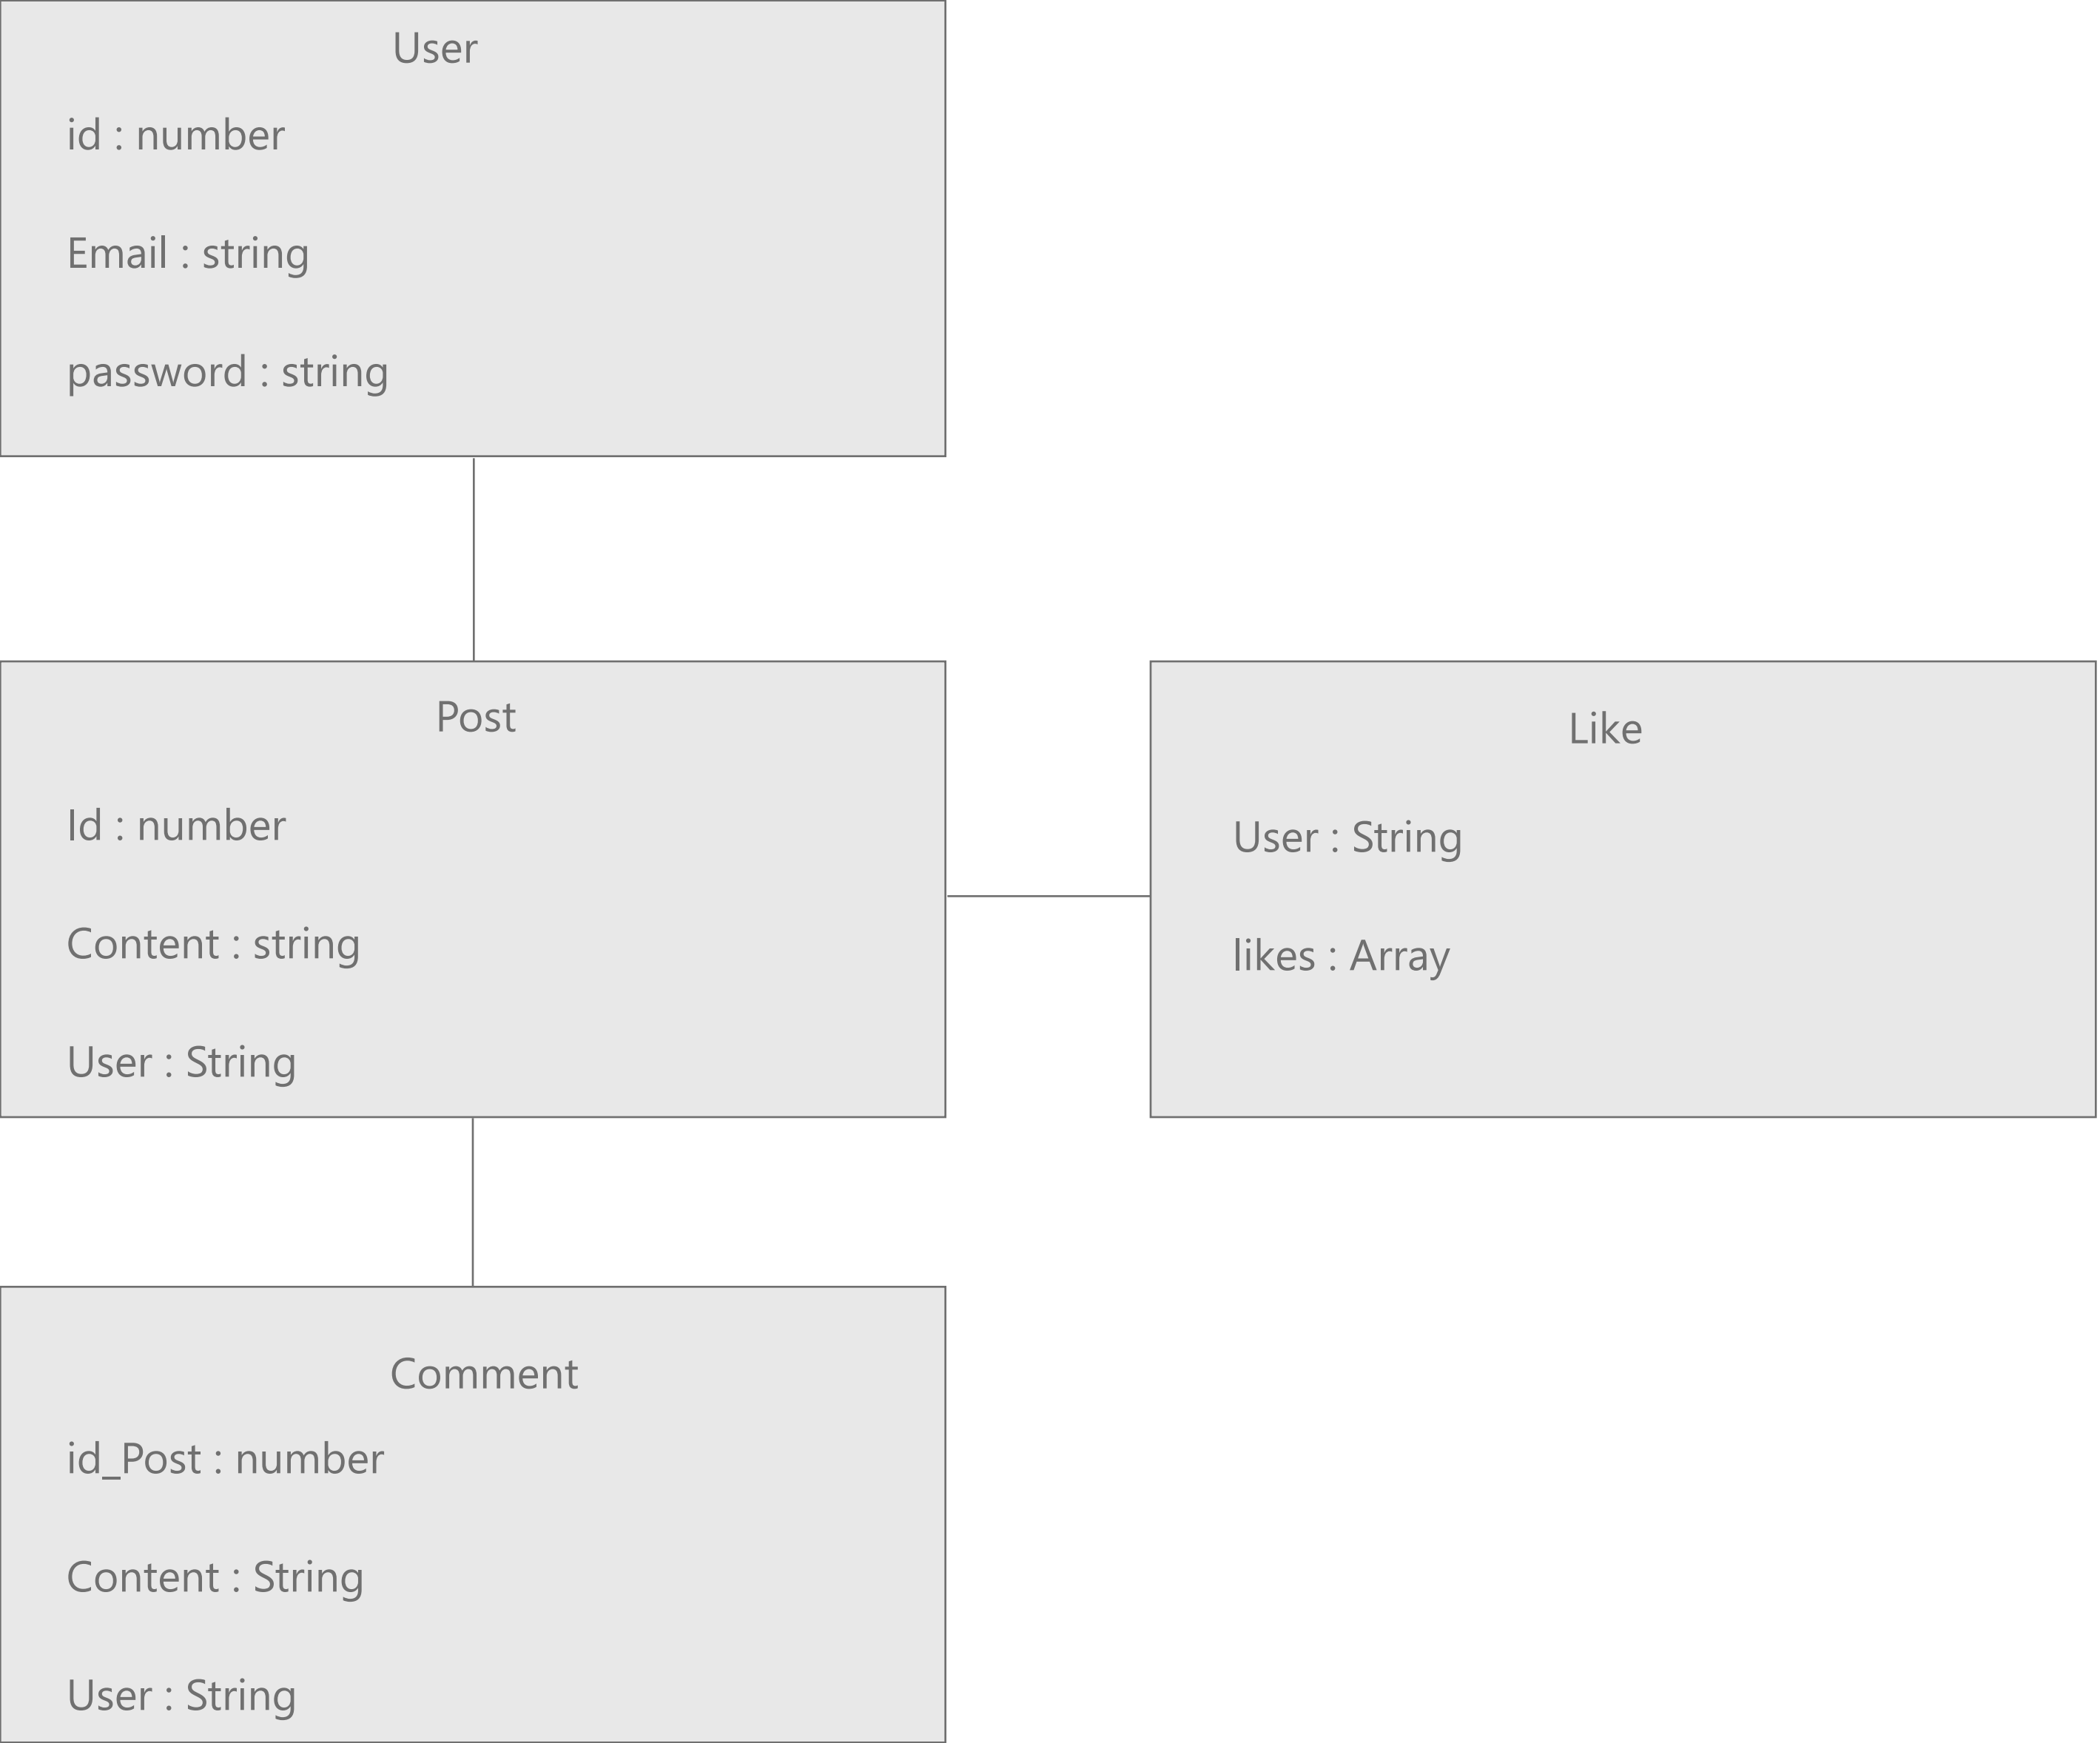 User
id : number
Email : string
password : string
Post
Id : number
Content : string
User : String
Like
User : String
likes : Array
Comment
id_Post : number
Content : String
User : String